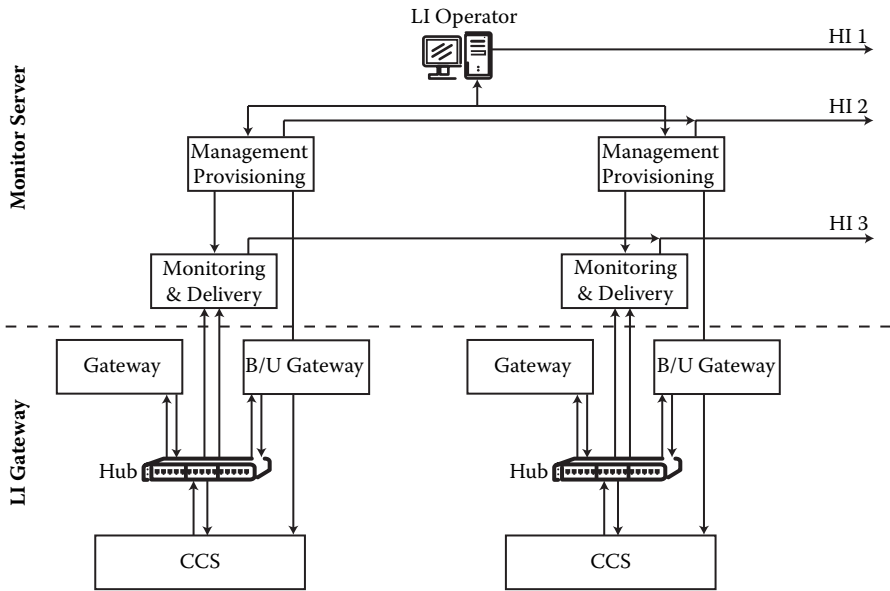 LI Operator
HI 1
Monitor Server
HI 2
Management
Provisioning
Management
Provisioning
HI 3
Monitoring
& Delivery
Monitoring
& Delivery
LI Gateway
Gateway
B/U Gateway
Gateway
B/U Gateway
Hub
Hub
CCS
CCS